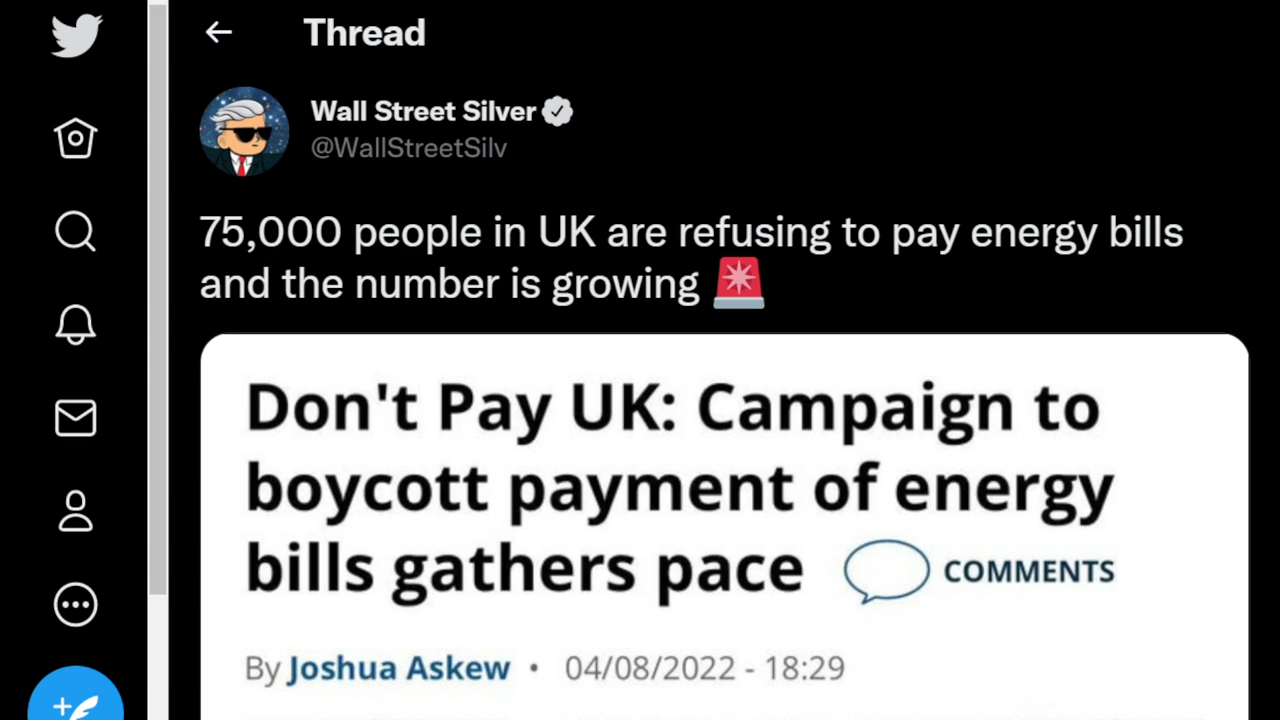 Thread
Wall Street Silver
@WallStreetSilv
75,000 people in UK are refusing to pay energy bills
and the number is growing 🚨
Don't Pay UK: Campaign to
boycott payment of energy
bills gathers pace COMMENTS
By Joshua Askew • 04/08/2022 - 18:29